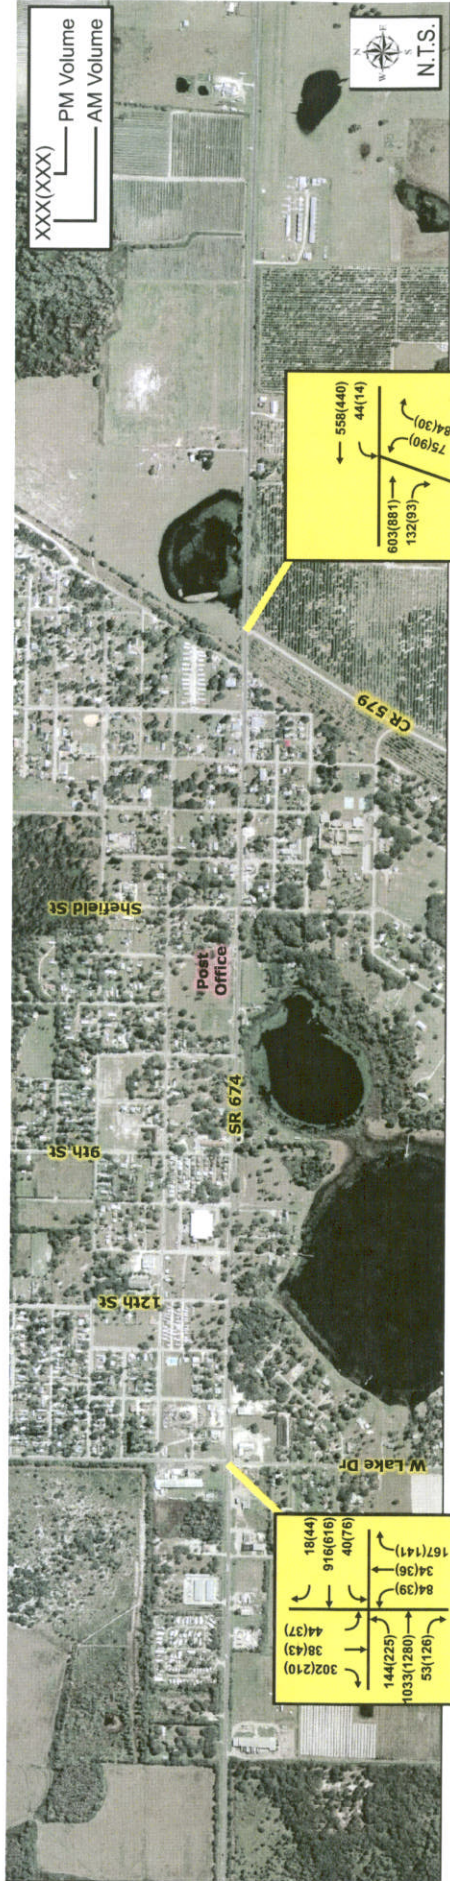 XXX(XXX)
PM Volume
AM Volume
N
W
E
S
N.T.S.
558(440)
44(14)
603(881)
132(93)
75(90)
84(30)
CR 579
Shefield St
Post
Office
SR 674
9th St
12th St
W Lake Dr
18(44)
916(616)
40(76)
44(37)
38(43)
302(210)
144(225)
1033(1280)
53(126)
84(39)
34(36)
167(141)